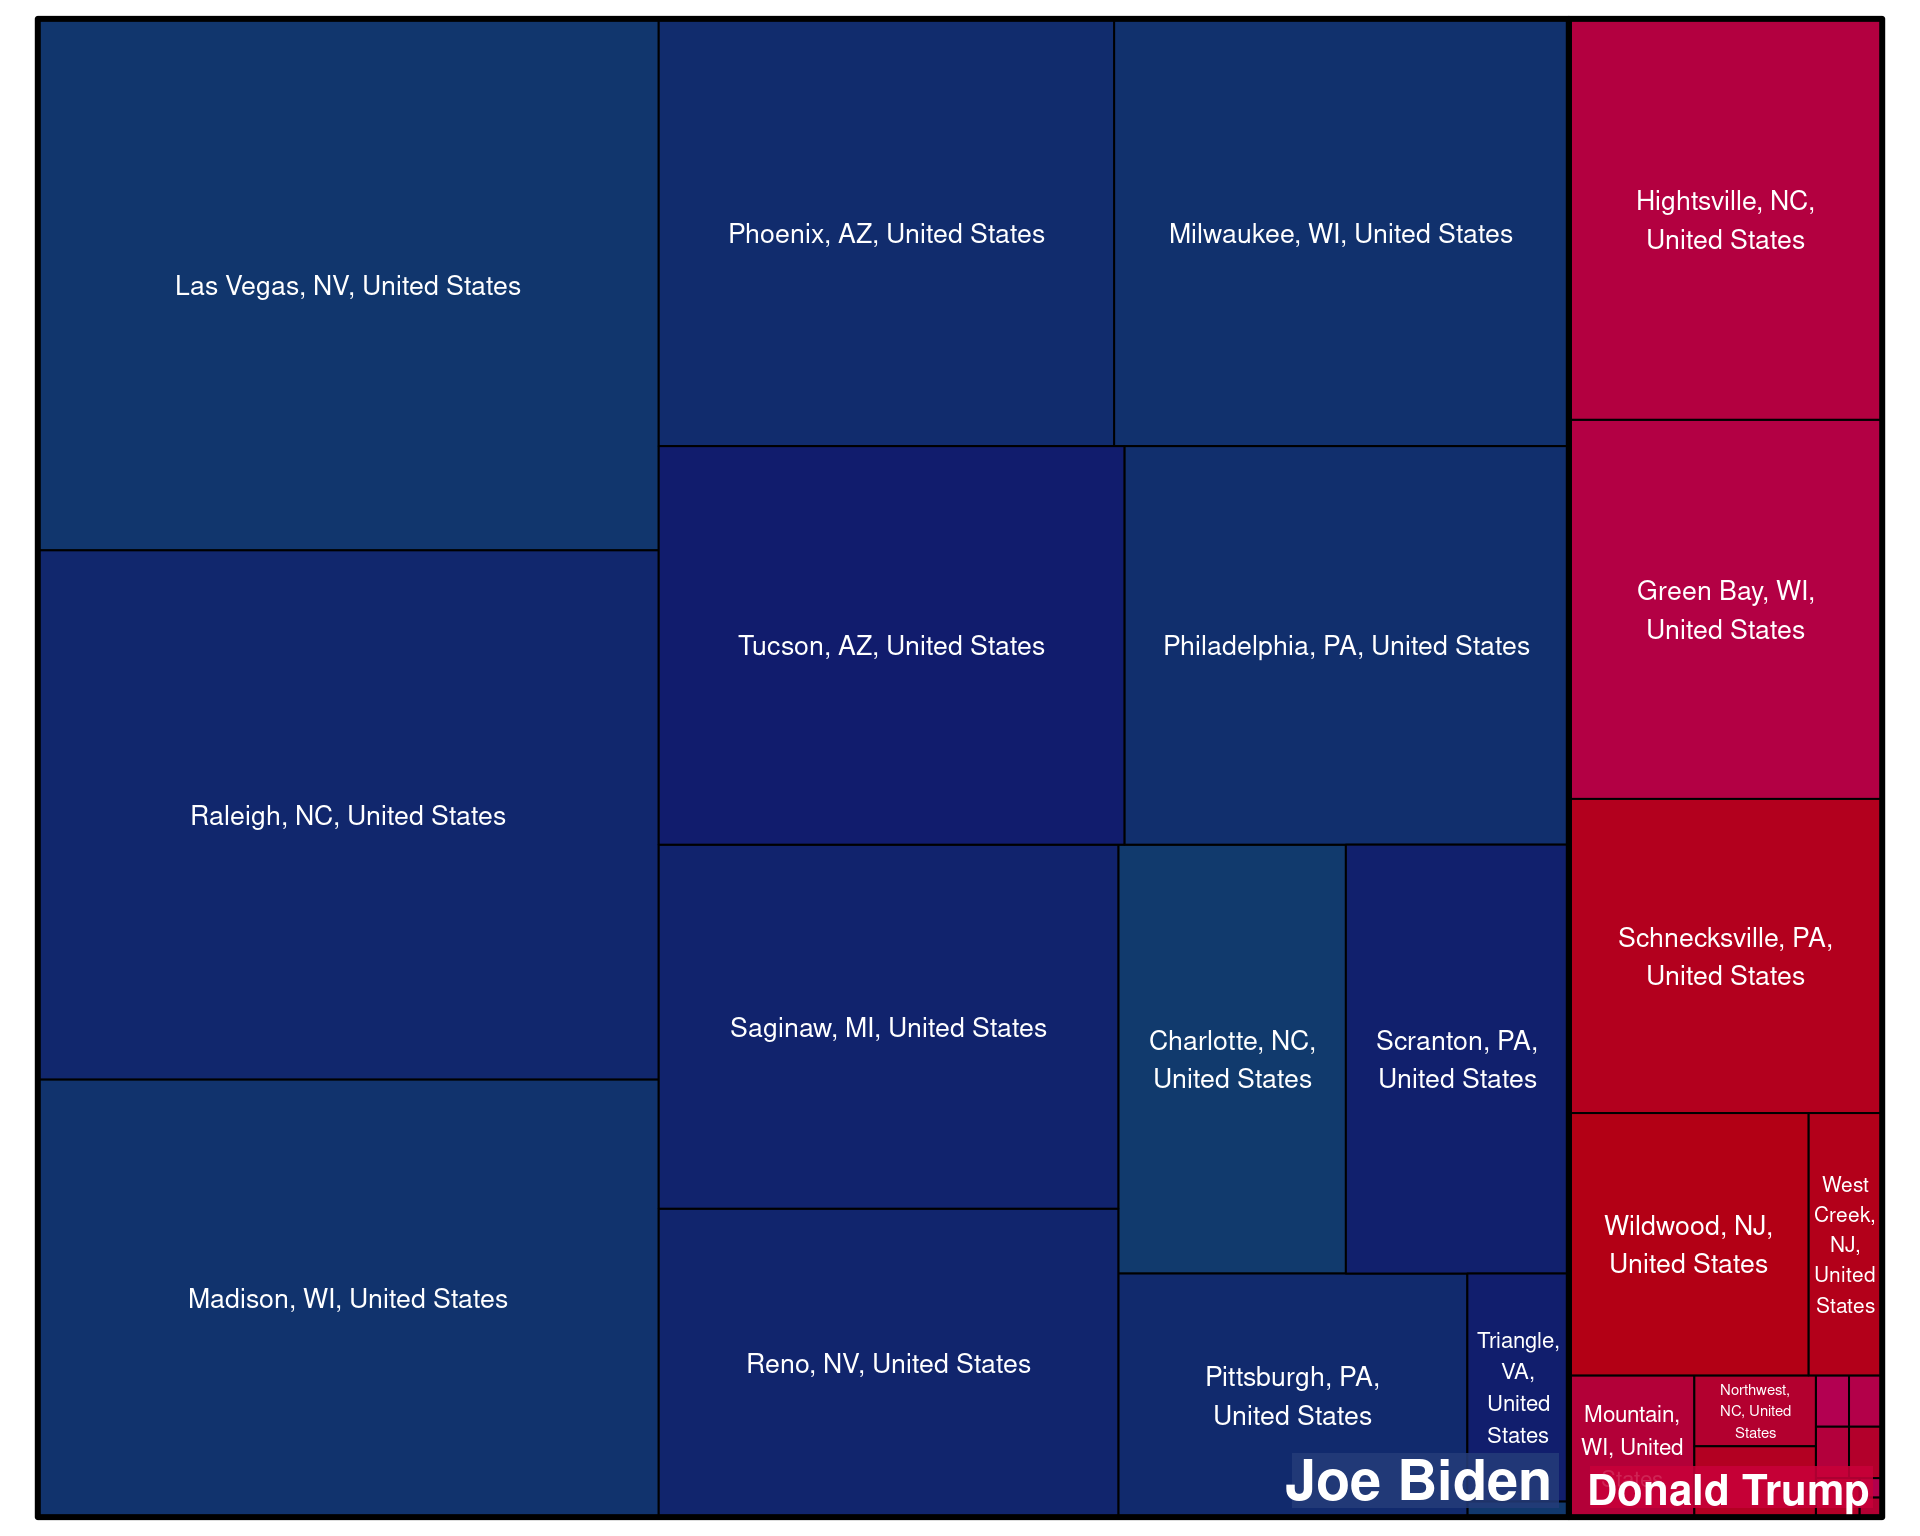 Las Vegas, NV, United States
Raleigh, NC, United States
Madison, WI, United States
Phoenix, AZ, United States
Milwaukee, WI, United States
Tucson, AZ, United States
Philadelphia, PA, United States
Saginaw, MI, United States
Reno, NV, United States
Charlotte, NC,
United States
Scranton, PA,
United States
Pittsburgh, PA,
United States
Triangle,
VA,
United
States
Joe Biden
Hightsville, NC,
United States
Green Bay, WI,
United States
Schnecksville, PA,
United States
Wildwood, NJ,
United States
West
Creek,
NJ,
United
States
Mountain,
WI, United
States
Northwest,
NC, United
States
Donald Trump